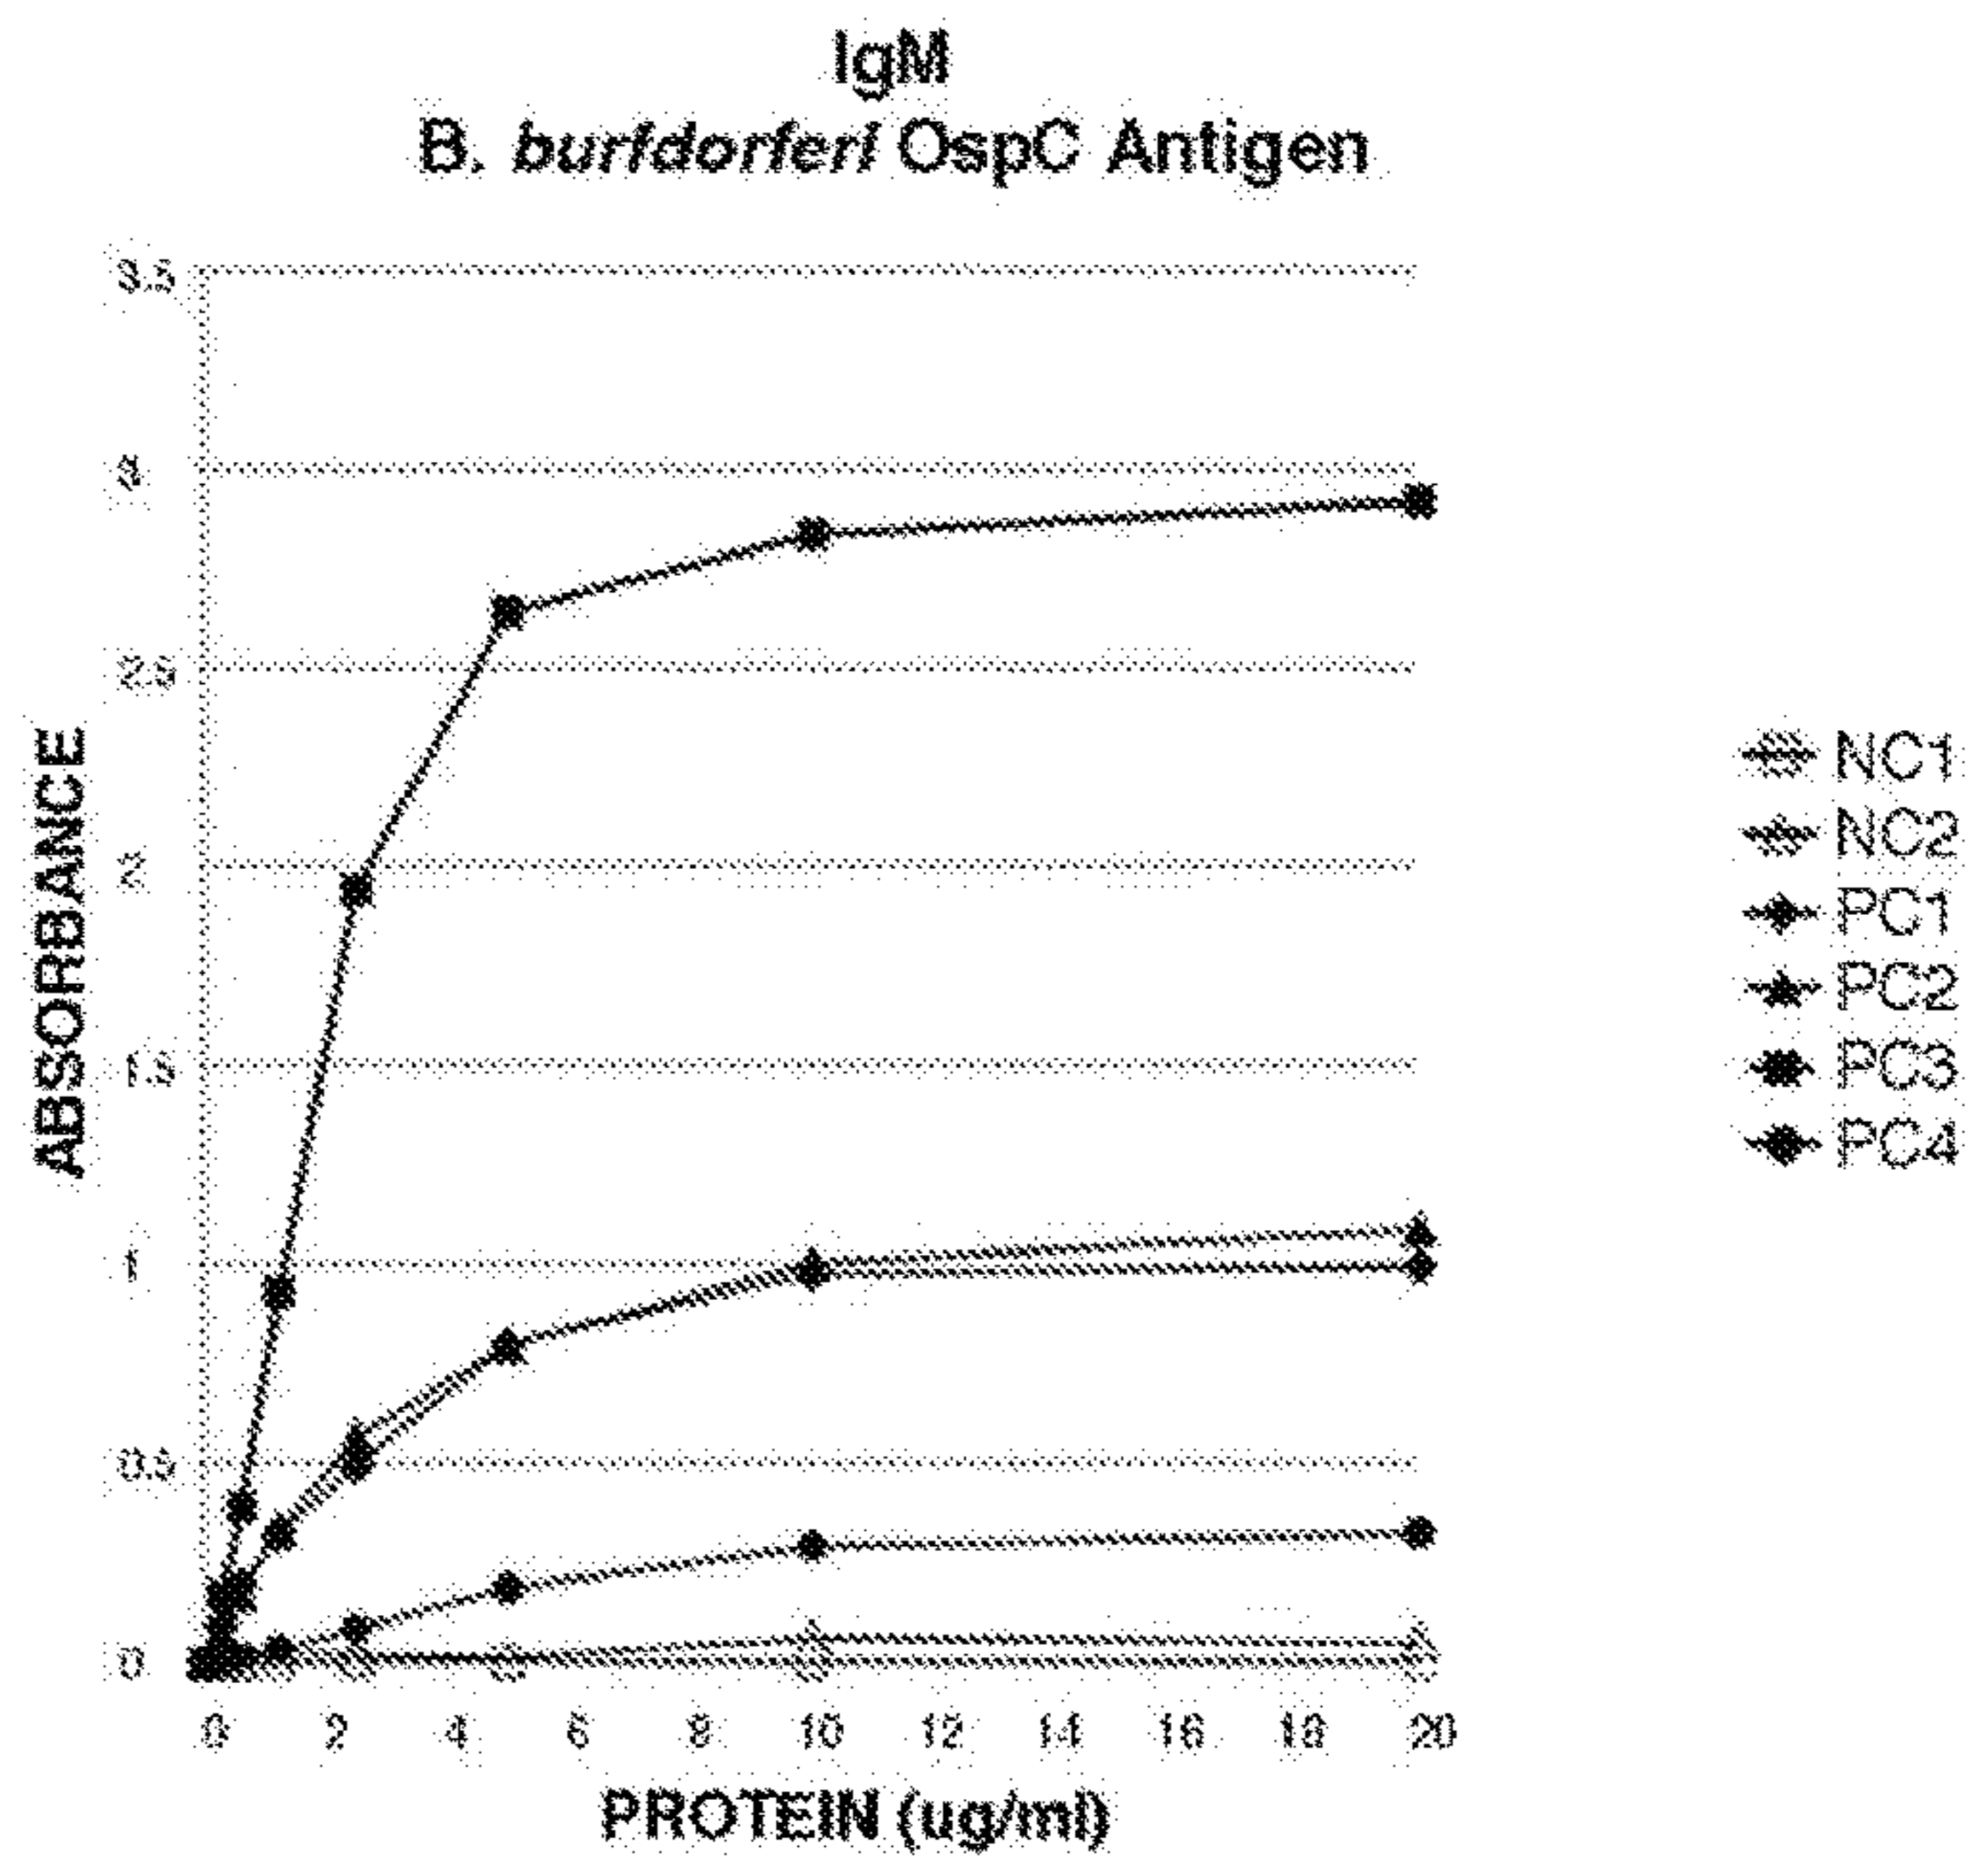 IgM
B. burfdorferi OspC Antigen
3.5
3
2.5
2
1.5
1
0.5
0
ABSORBANCE
0 2 4 6 8 10 12 14 16 18 20
PROTEIN (ug/ml)
NC1
NC2
PC1
PC2
PC3
PC4